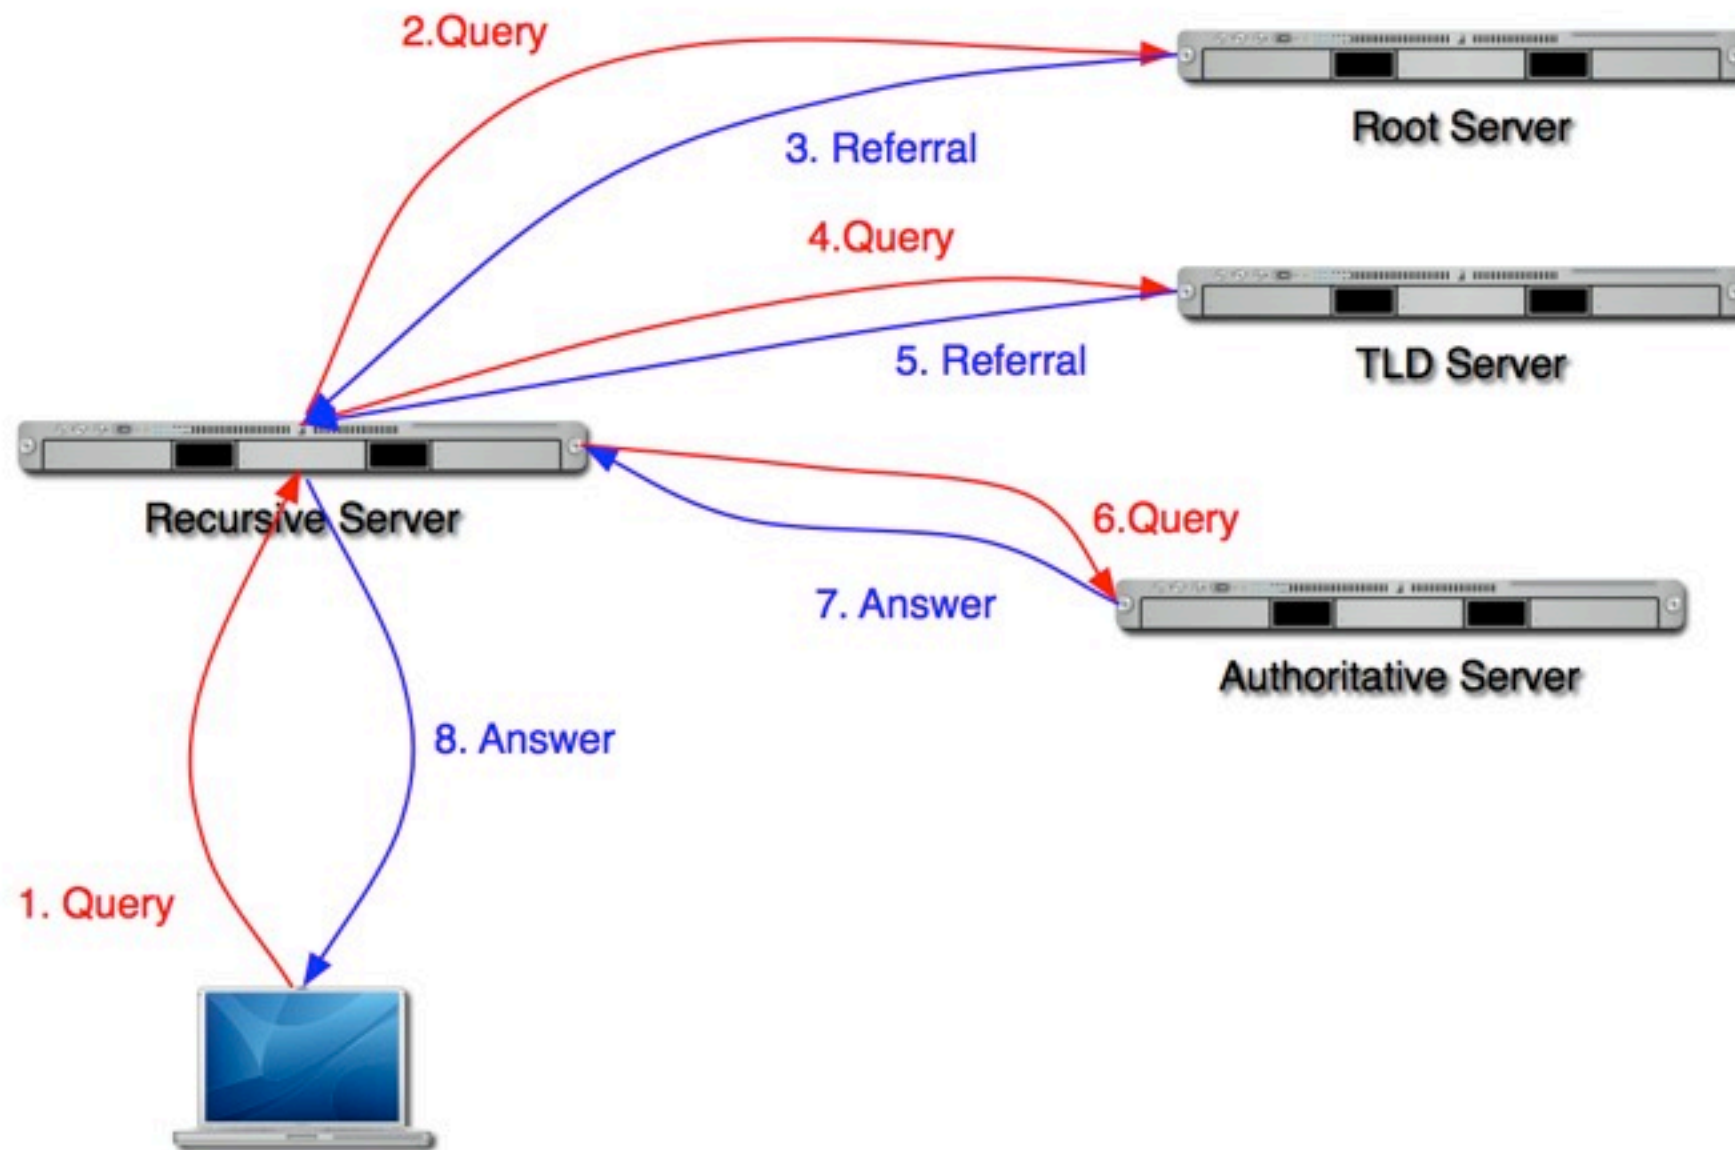 2.Query
Root Server
3. Referral
4.Query
5. Referral
TLD Server
Recursive Server
6.Query
7. Answer
Authoritative Server
8. Answer
1. Query